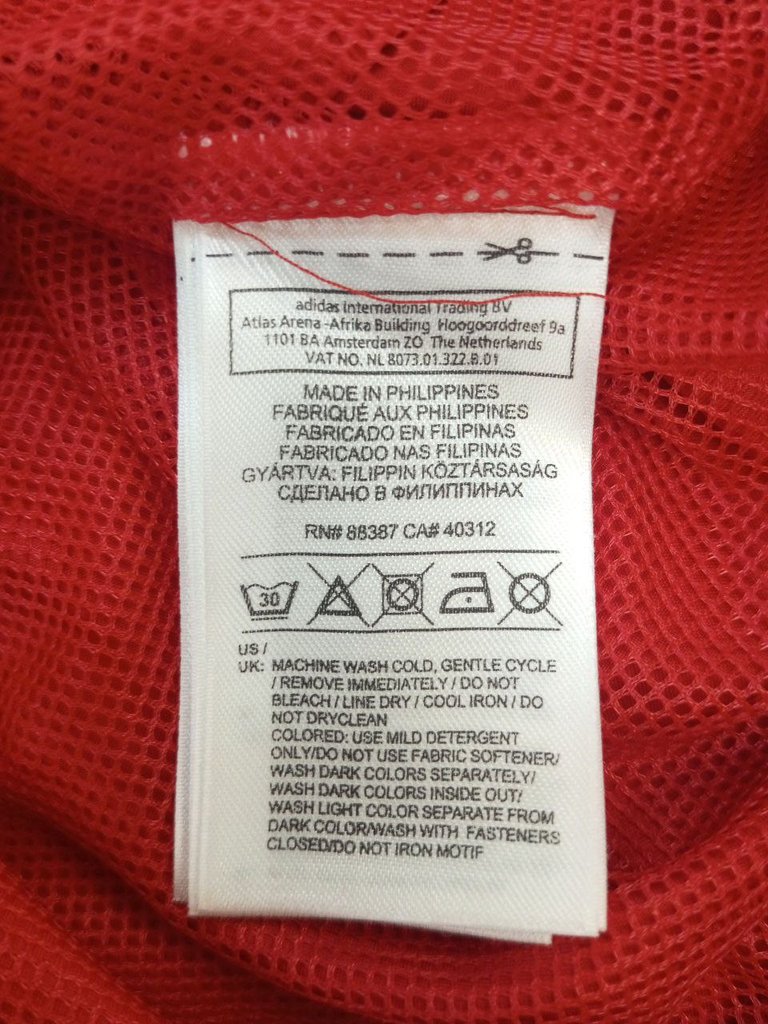 adidas International Trading BV
Atlas Arena-Afrika Building Hoogoorddreef 9a
1101 BA Amsterdam ZO The Netherlands
VAT NO. NL 8073.01.322.B.01
MADE IN PHILIPPINES
FABRIQUÉ AUX PHILIPPINES
FABRICADO EN FILIPINAS
FABRICADO NAS FILIPINAS
GYÁRTVA: FILIPPIN KÖZTÁRSASÁG
СДЕЛАНО В ФИЛИППИНАХ
RN# 88387 CA# 40312
30
US /
UK: MACHINE WASH COLD, GENTLE CYCLE
/ REMOVE IMMEDIATELY / DO NOT
BLEACH / LINE DRY / COOL IRON / DO
NOT DRYCLEAN
COLORED: USE MILD DETERGENT
ONLY/DO NOT USE FABRIC SOFTENER/
WASH DARK COLORS SEPARATELY/
WASH DARK COLORS INSIDE OUT/
WASH LIGHT COLOR SEPARATE FROM
DARK COLOR/WASH WITH FASTENERS
CLOSED/DO NOT IRON MOTIF